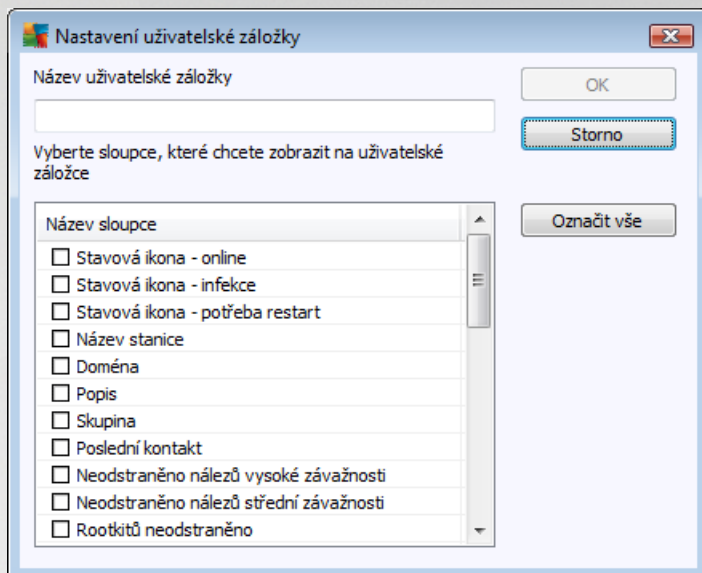 Nastavení uživatelské záložky
Název uživatelské záložky
OK
Storno
Vyberte sloupce, které chcete zobrazit na uživatelské
záložce
Označit vše
Název sloupce
Stavová ikona - online
Stavová ikona - infekce
Stavová ikona - potřeba restart
Název stanice
Doména
Popis
Skupina
Poslední kontakt
Neodstraněno nálezů vysoké závažnosti
Neodstraněno nálezů střední závažnosti
Rootkitů neodstraněno